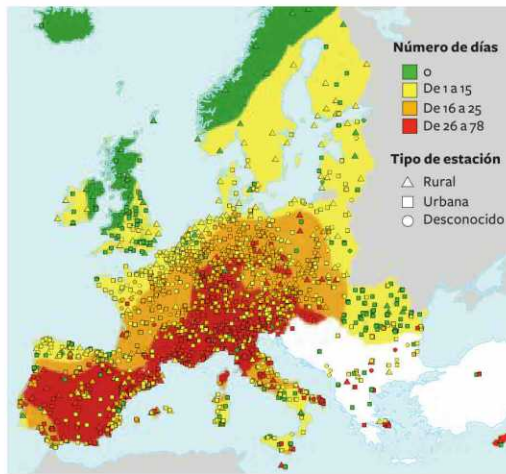 Número de días
0
De 1 a 15
De 16 a 25
De 26 a 78
Tipo de estación
Rural
Urbana
Desconocido